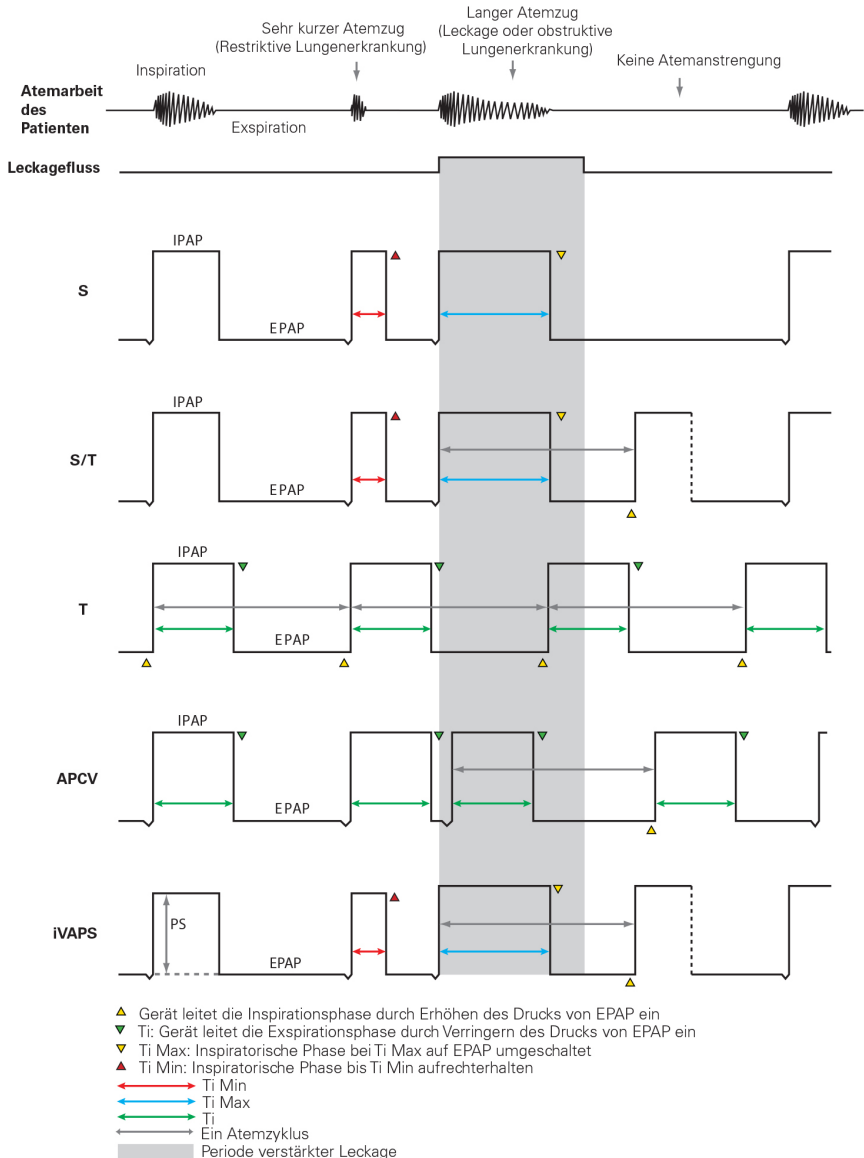 Sehr kurzer Atemzug
(Restriktive Lungenerkrankung)
Langer Atemzug
(Leckage oder obstruktive
Lungenerkrankung)
Keine Atemanstrengung
Inspiration
Atemarbeit
des
Patienten
Exspiration
Leckagefluss
IPAP
S
EPAP
IPAP
S/T
EPAP
IPAP
T
EPAP
IPAP
APCV
EPAP
PS
iVAPS
EPAP
Gerät leitet die Inspirationsphase durch Erhöhen des Drucks von EPAP ein
Ti: Gerät leitet die Exspirationsphase durch Verringern des Drucks von EPAP ein
Ti Max: Inspiratorische Phase bei Ti Max auf EPAP umgeschaltet
Ti Min: Inspiratorische Phase bis Ti Min aufrechterhalten
Ti Min
Ti Max
Ti
Ein Atemzyklus
Periode verstärkter Leckage